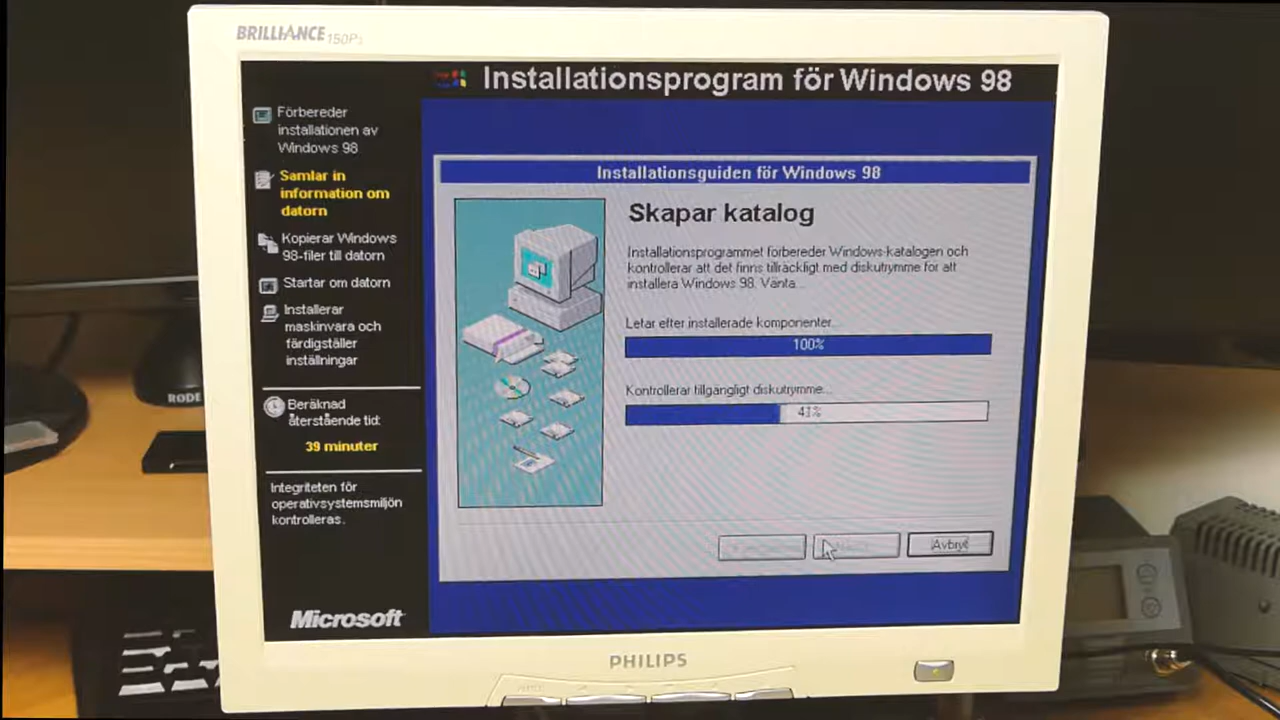 BRILLIANCE 150P
Installationsprogram för Windows 98
Förbereder
installationen av
Windows 98
Samlar in
information om
datorn
Kopierar Windows
98-filer till datorn
Startar om datorn
Installerar
maskinvara och
färdigställer
inställningar
Beräknad
återstående tid:
39 minuter
Integriteten för
operativsystemsmiljön
kontrolleras.
Microsoft
Installationsguiden för Windows 98
Skapar katalog
Installationsprogrammet förbereder Windows-katalogen och
kontrollerar att det finns tillräckligt med diskutrymme för att
installera Windows 98. Vänta...
Letar efter installerade komponenter...
100%
Kontrollerar tillgängligt diskutrymme...
Avbryt
RODE
PHILIPS